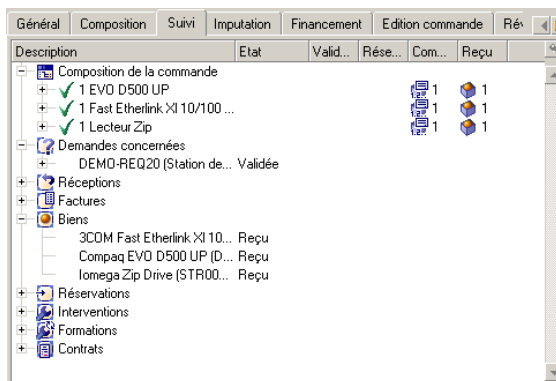 Général Composition Suivi Imputation Financement Edition commande Rév
Description Etat Valid... Rése... Com... Reçu
Composition de la commande
1 EVO D500 UP 1 1
1 Fast Etherlink XI 10/100 ... 1 1
1 Lecteur Zip 1 1
Demandes concernées
DEMO-REQ20 (Station de... Validée
Réceptions
Factures
Biens
3COM Fast Etherlink XI 10... Reçu
Compaq EVO D500 UP (D... Reçu
Iomega Zip Drive (STR00... Reçu
Réservations
Interventions
Formations
Contrats